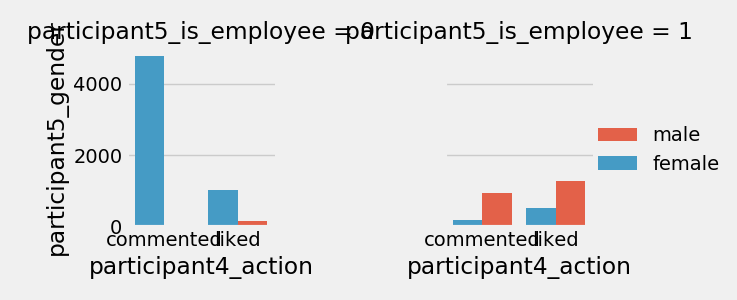 participant5_is_employee = 0
participant5_is_employee = 1
participant5_gender
4000
2000
0
commented
liked
commented
liked
participant4_action
participant4_action
male
female